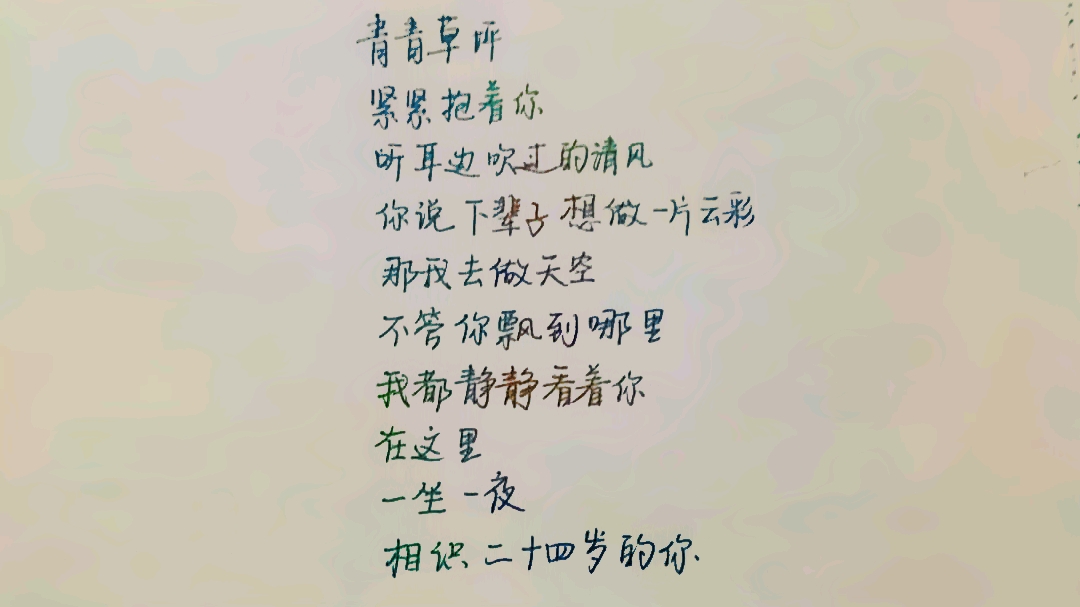 青青草坪
紧紧抱着你
听耳边吹过的清风
你说下辈子想做一片云彩
那我去做天空
不管你飘到哪里
我都静静看着你
在这里
一坐一夜
相识二十四岁的你.